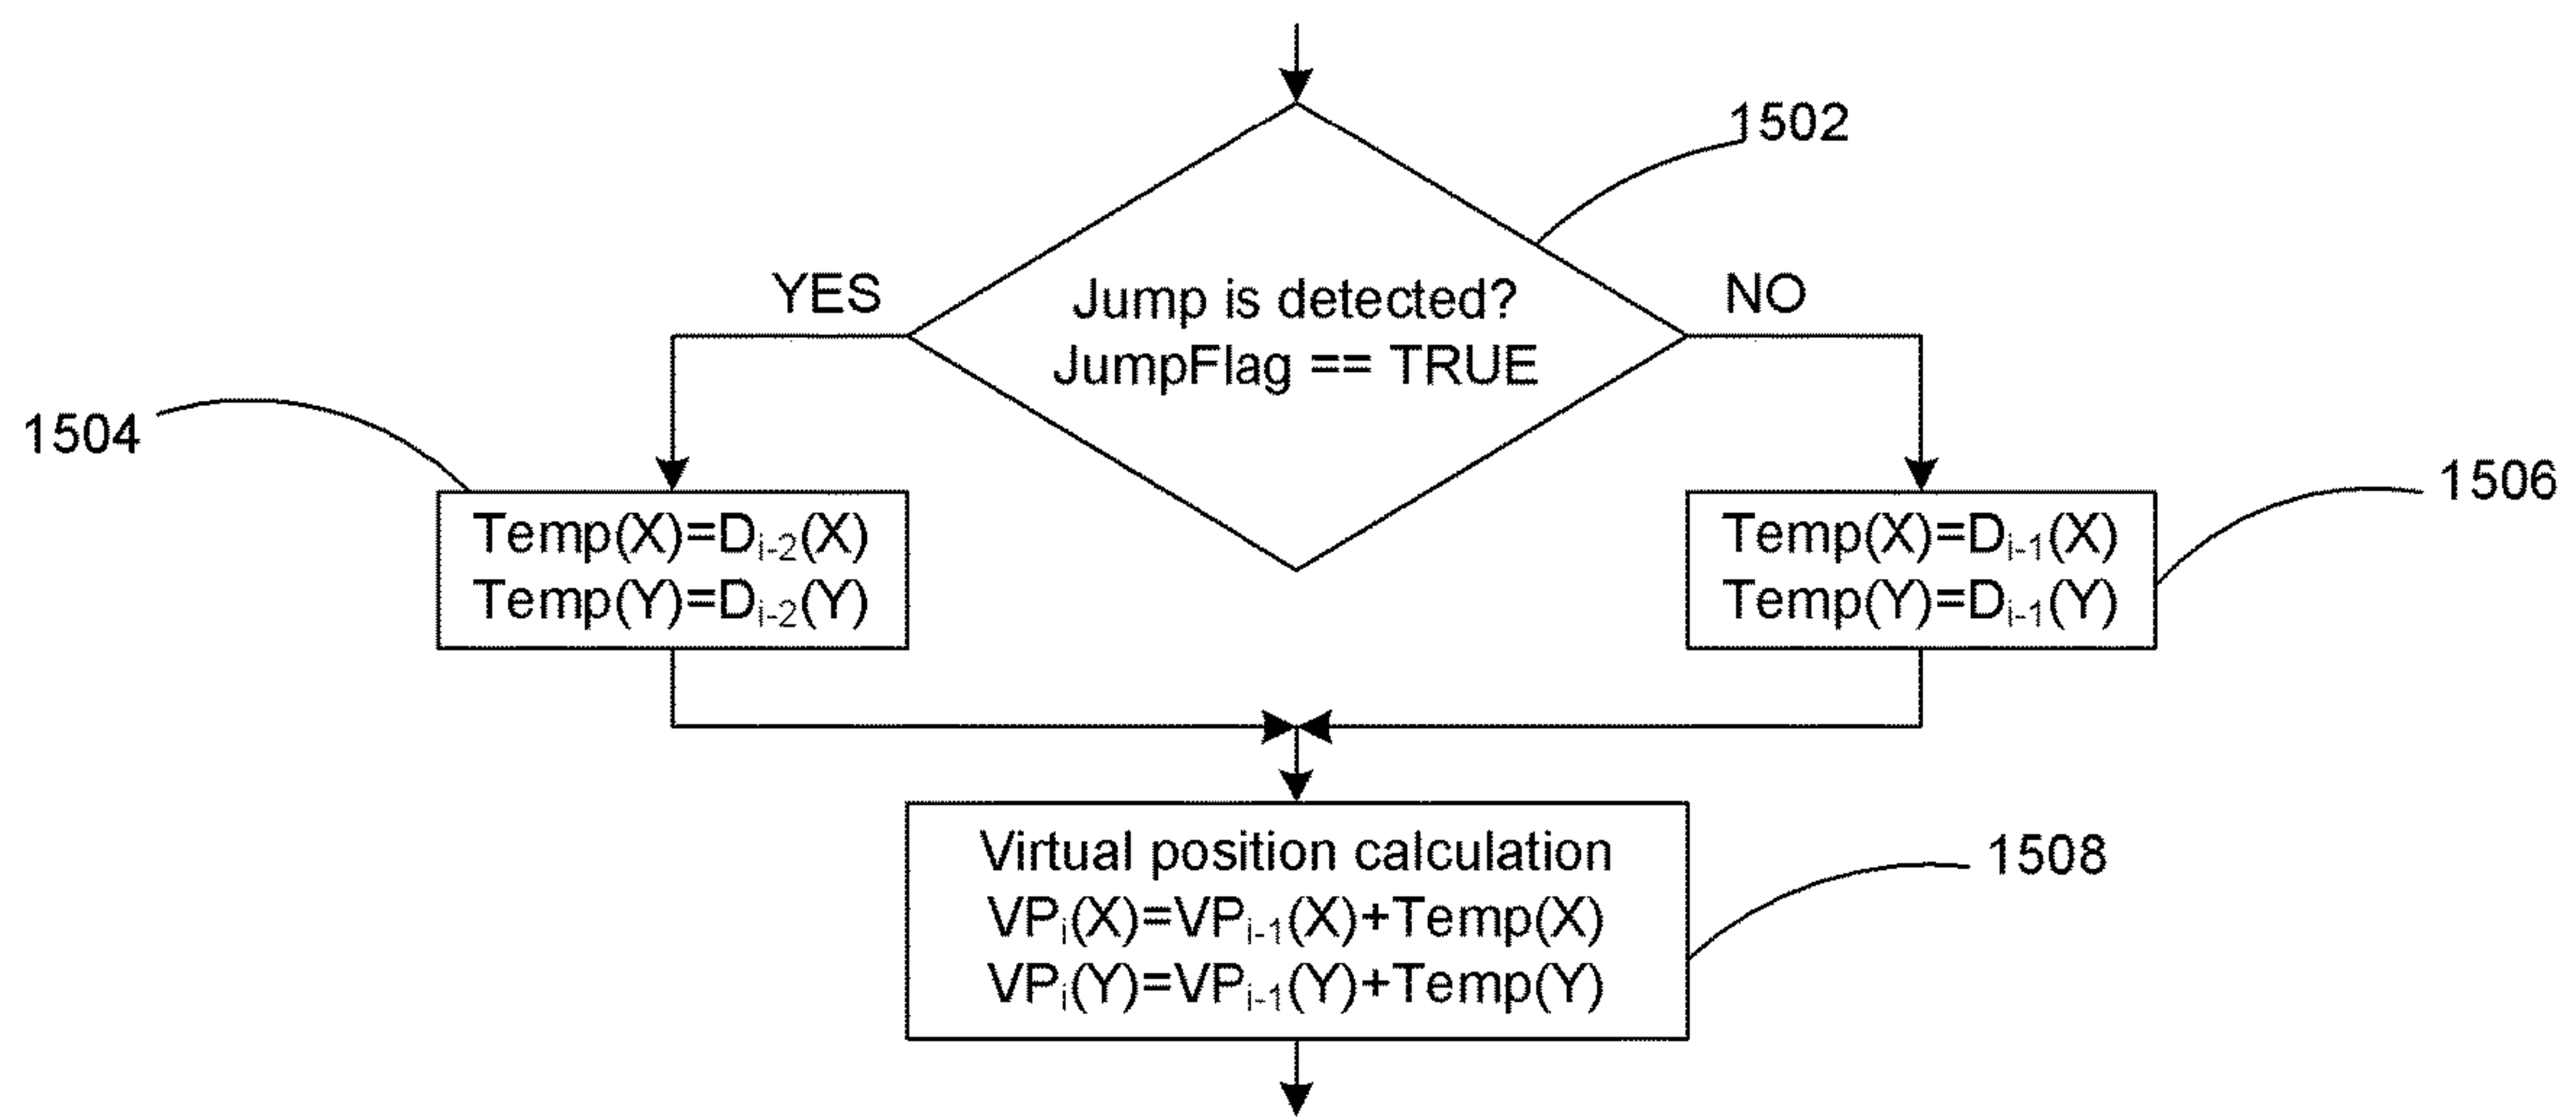 1502
YES
Jump is detected?
JumpFlag == TRUE
NO
1504
Temp(X)=Di-2(X)
Temp(Y)=Di-2(Y)
1506
Temp(X)=Di-1(X)
Temp(Y)=Di-1(Y)
Virtual position calculation
VPi(X)=VPi-1(X)+Temp(X)
VPi(Y)=VPi-1(Y)+Temp(Y)
1508